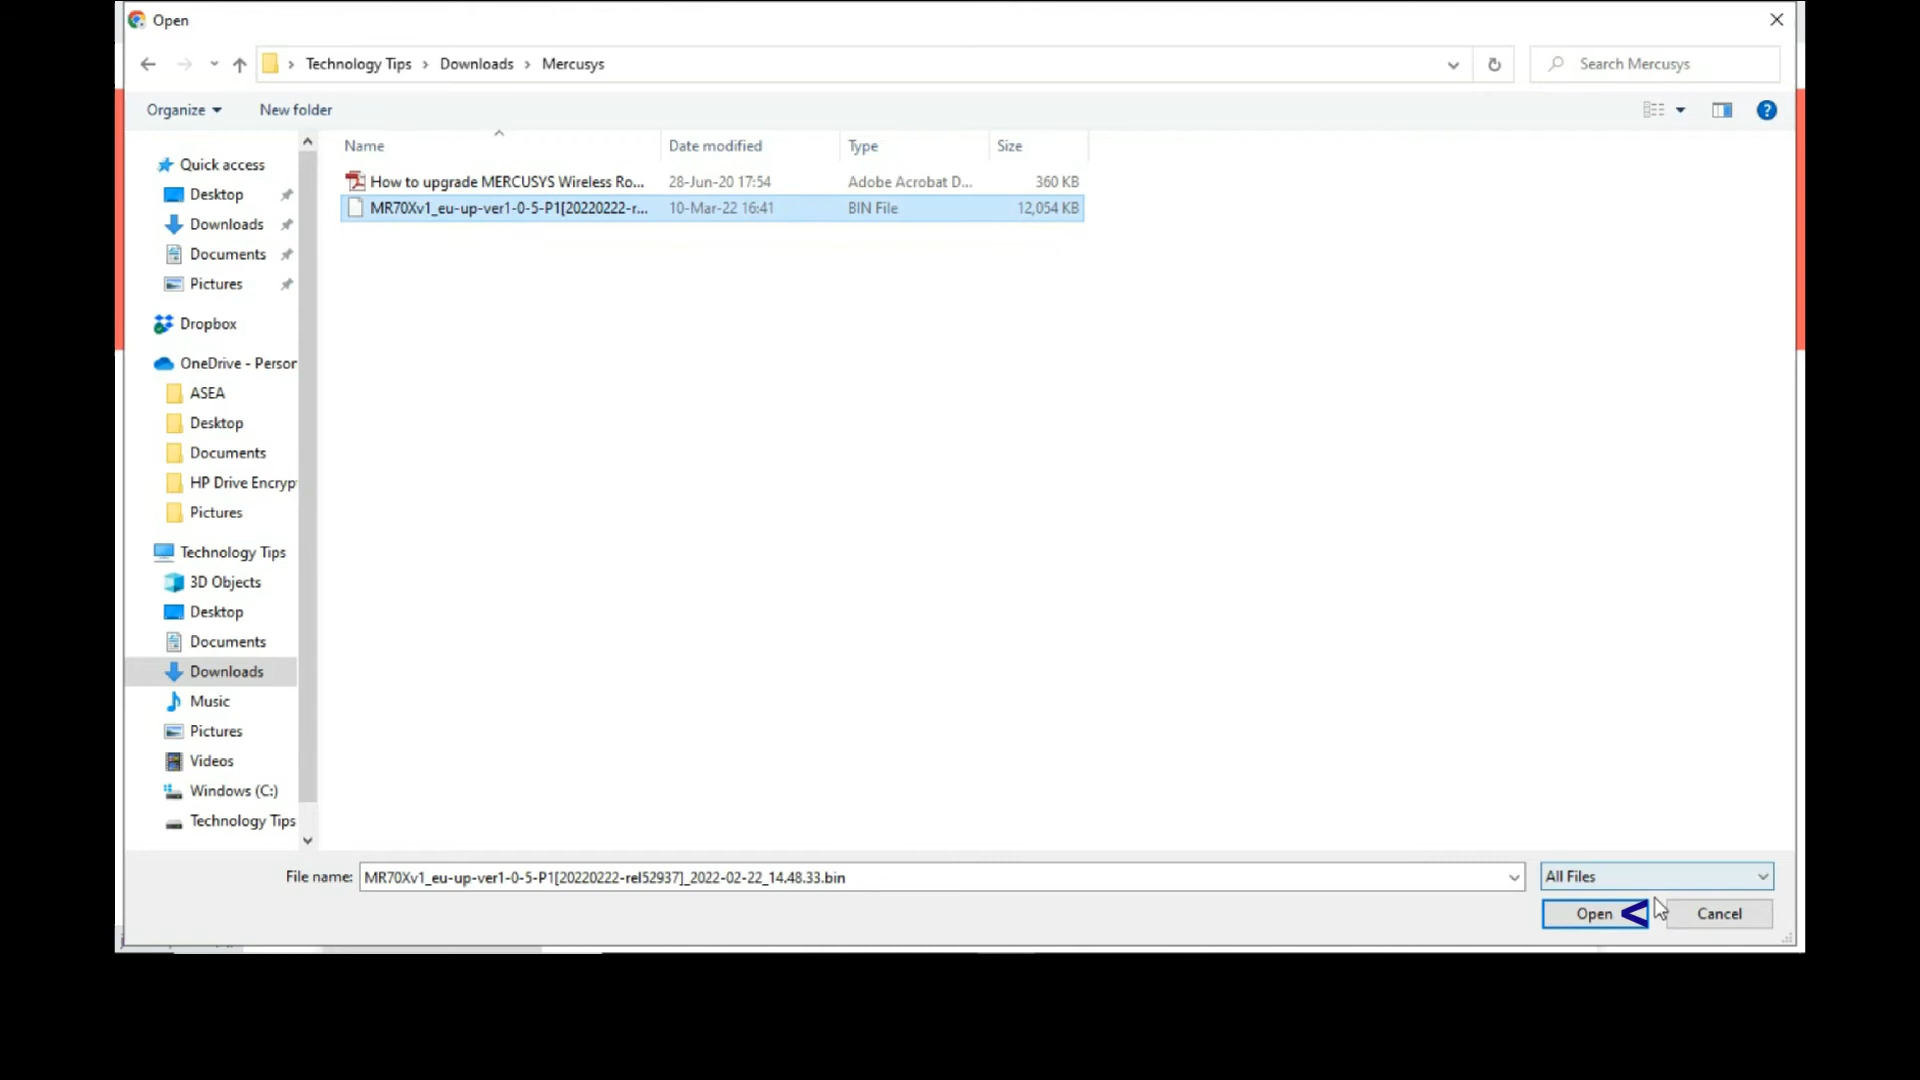 Open
Technology Tips > Downloads > Mercusys
Search Mercusys
Organize
New folder
Name
Date modified
Type
Size
How to upgrade MERCUSYS Wireless Ro...
28-Jun-20 17:54
Adobe Acrobat D...
360 KB
MR70Xv1_eu-up-ver1-0-5-P1[20220222-r...
10-Mar-22 16:41
BIN File
12,054 KB
Quick access
Desktop
Downloads
Documents
Pictures
Dropbox
OneDrive - Person
ASEA
Desktop
Documents
HP Drive Encryp
Pictures
Technology Tips
3D Objects
Desktop
Documents
Downloads
Music
Pictures
Videos
Windows (C:)
Technology Tips
File name:
MR70Xv1_eu-up-ver1-0-5-P1[20220222-rel52937]_2022-02-22_14.48.33.bin
All Files
Open <
Cancel